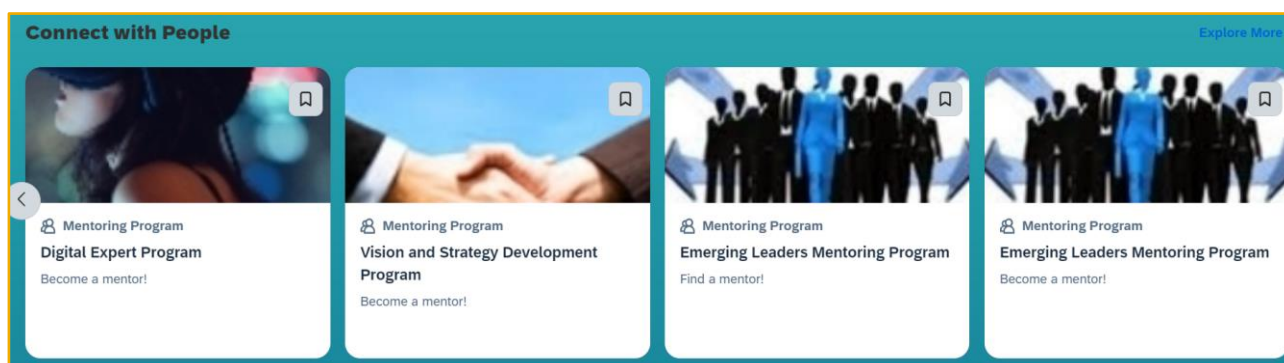 Connect with People
Explore More
Mentoring Program
Digital Expert Program
Become a mentor!
Mentoring Program
Vision and Strategy Development
Program
Become a mentor!
Mentoring Program
Emerging Leaders Mentoring Program
Find a mentor!
Mentoring Program
Emerging Leaders Mentoring Program
Become a mentor!